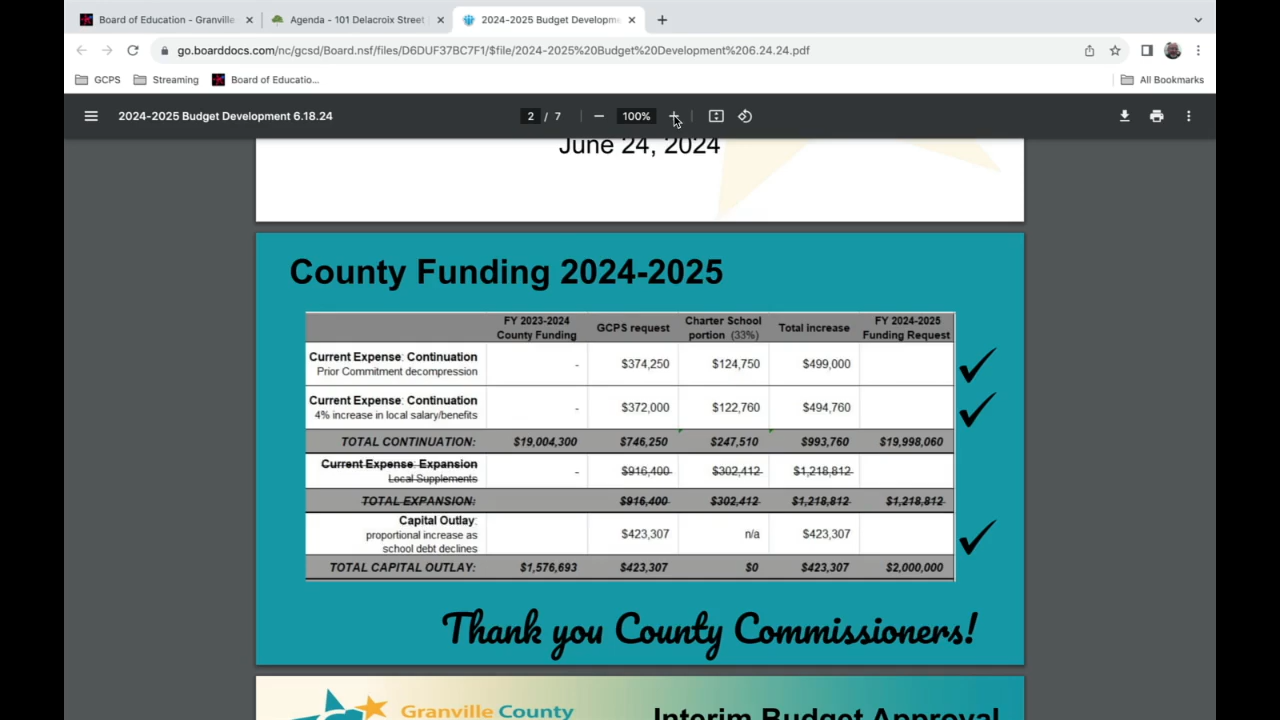 Board of Education - Granville
Agenda - 101 Delacroix Street
2024-2025 Budget Developme
go.boarddocs.com/nc/gcsd/Board.nsf/files/D6DUF37BC7F1/$file/2024-2025%20Budget%20Development%206.24.24.pdf
GCPS
Streaming
Board of Educatio...
All Bookmarks
2024-2025 Budget Development 6.18.24
2 / 7
100%
June 24, 2024
County Funding 2024-2025
FY 2023-2024 County Funding
GCPS request
Charter School portion (33%)
Total increase
FY 2024-2025 Funding Request
Current Expense: Continuation
Prior Commitment decompression
- $374,250 $124,750 $499,000
Current Expense: Continuation
4% increase in local salary/benefits
- $372,000 $122,760 $494,760
TOTAL CONTINUATION: $19,004,300 $746,250 $247,510 $993,760 $19,998,060
Current Expense: Expansion
Local Supplements
- $916,400 $302,412 $1,218,812
TOTAL EXPANSION: $916,400 $302,412 $1,218,812 $1,218,812
Capital Outlay:
proportional increase as
school debt declines
$423,307 n/a $423,307
TOTAL CAPITAL OUTLAY: $1,576,693 $423,307 $0 $423,307 $2,000,000
Thank you County Commissioners!
Granville County
Interim Budget Approval